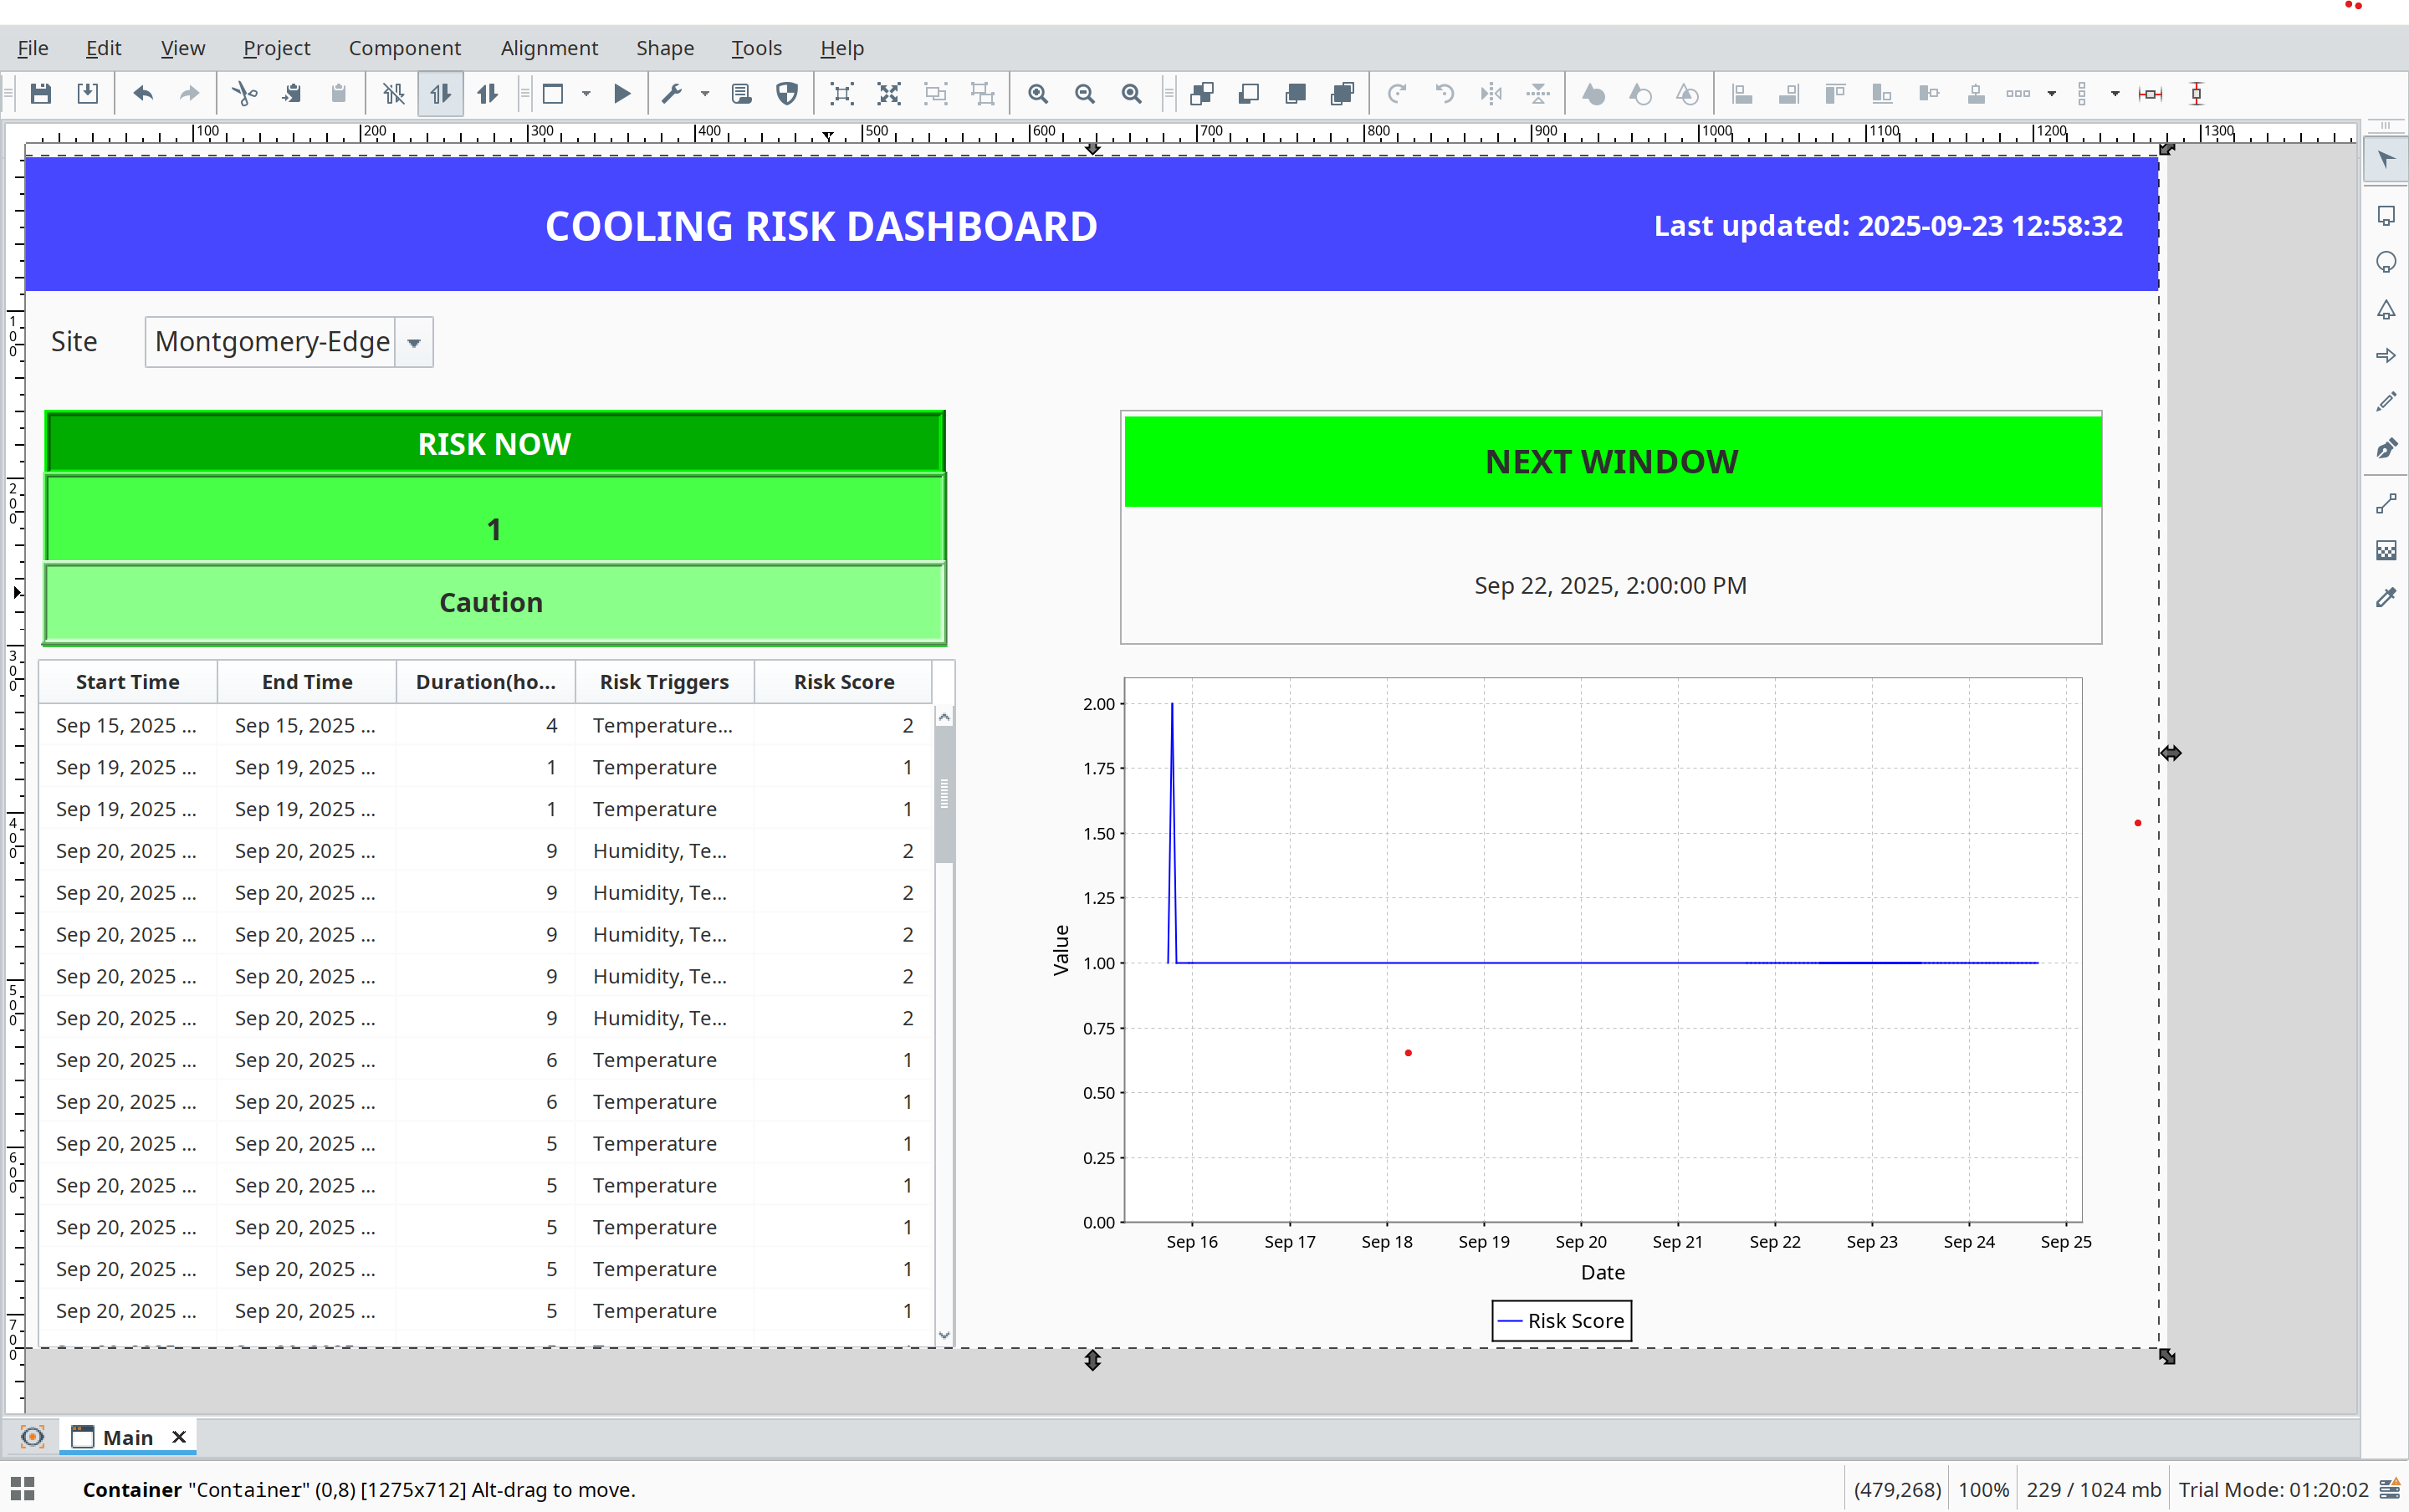 File Edit View Project Component Alignment Shape Tools Help
100 200 300 400 500 600 700 800 900 1000 1100 1200 1300
COOLING RISK DASHBOARD
Last updated: 2025-09-23 12:58:32
Site Montgomery-Edge
100
200
300
400
500
600
700
RISK NOW
1
Caution
NEXT WINDOW
Sep 22, 2025, 2:00:00 PM
Start Time End Time Duration(ho... Risk Triggers Risk Score
Sep 15, 2025 ... Sep 15, 2025 ... 4 Temperature... 2
Sep 19, 2025 ... Sep 19, 2025 ... 1 Temperature 1
Sep 19, 2025 ... Sep 19, 2025 ... 1 Temperature 1
Sep 20, 2025 ... Sep 20, 2025 ... 9 Humidity, Te... 2
Sep 20, 2025 ... Sep 20, 2025 ... 9 Humidity, Te... 2
Sep 20, 2025 ... Sep 20, 2025 ... 9 Humidity, Te... 2
Sep 20, 2025 ... Sep 20, 2025 ... 9 Humidity, Te... 2
Sep 20, 2025 ... Sep 20, 2025 ... 9 Humidity, Te... 2
Sep 20, 2025 ... Sep 20, 2025 ... 6 Temperature 1
Sep 20, 2025 ... Sep 20, 2025 ... 6 Temperature 1
Sep 20, 2025 ... Sep 20, 2025 ... 5 Temperature 1
Sep 20, 2025 ... Sep 20, 2025 ... 5 Temperature 1
Sep 20, 2025 ... Sep 20, 2025 ... 5 Temperature 1
Sep 20, 2025 ... Sep 20, 2025 ... 5 Temperature 1
Sep 20, 2025 ... Sep 20, 2025 ... 5 Temperature 1
2.00
1.75
1.50
1.25
1.00
0.75
0.50
0.25
0.00
Value
Sep 16 Sep 17 Sep 18 Sep 19 Sep 20 Sep 21 Sep 22 Sep 23 Sep 24 Sep 25
Date
Risk Score
Main
Container "Container" (0,8) [1275x712] Alt-drag to move.
(479,268) 100% 229 / 1024 mb Trial Mode: 01:20:02